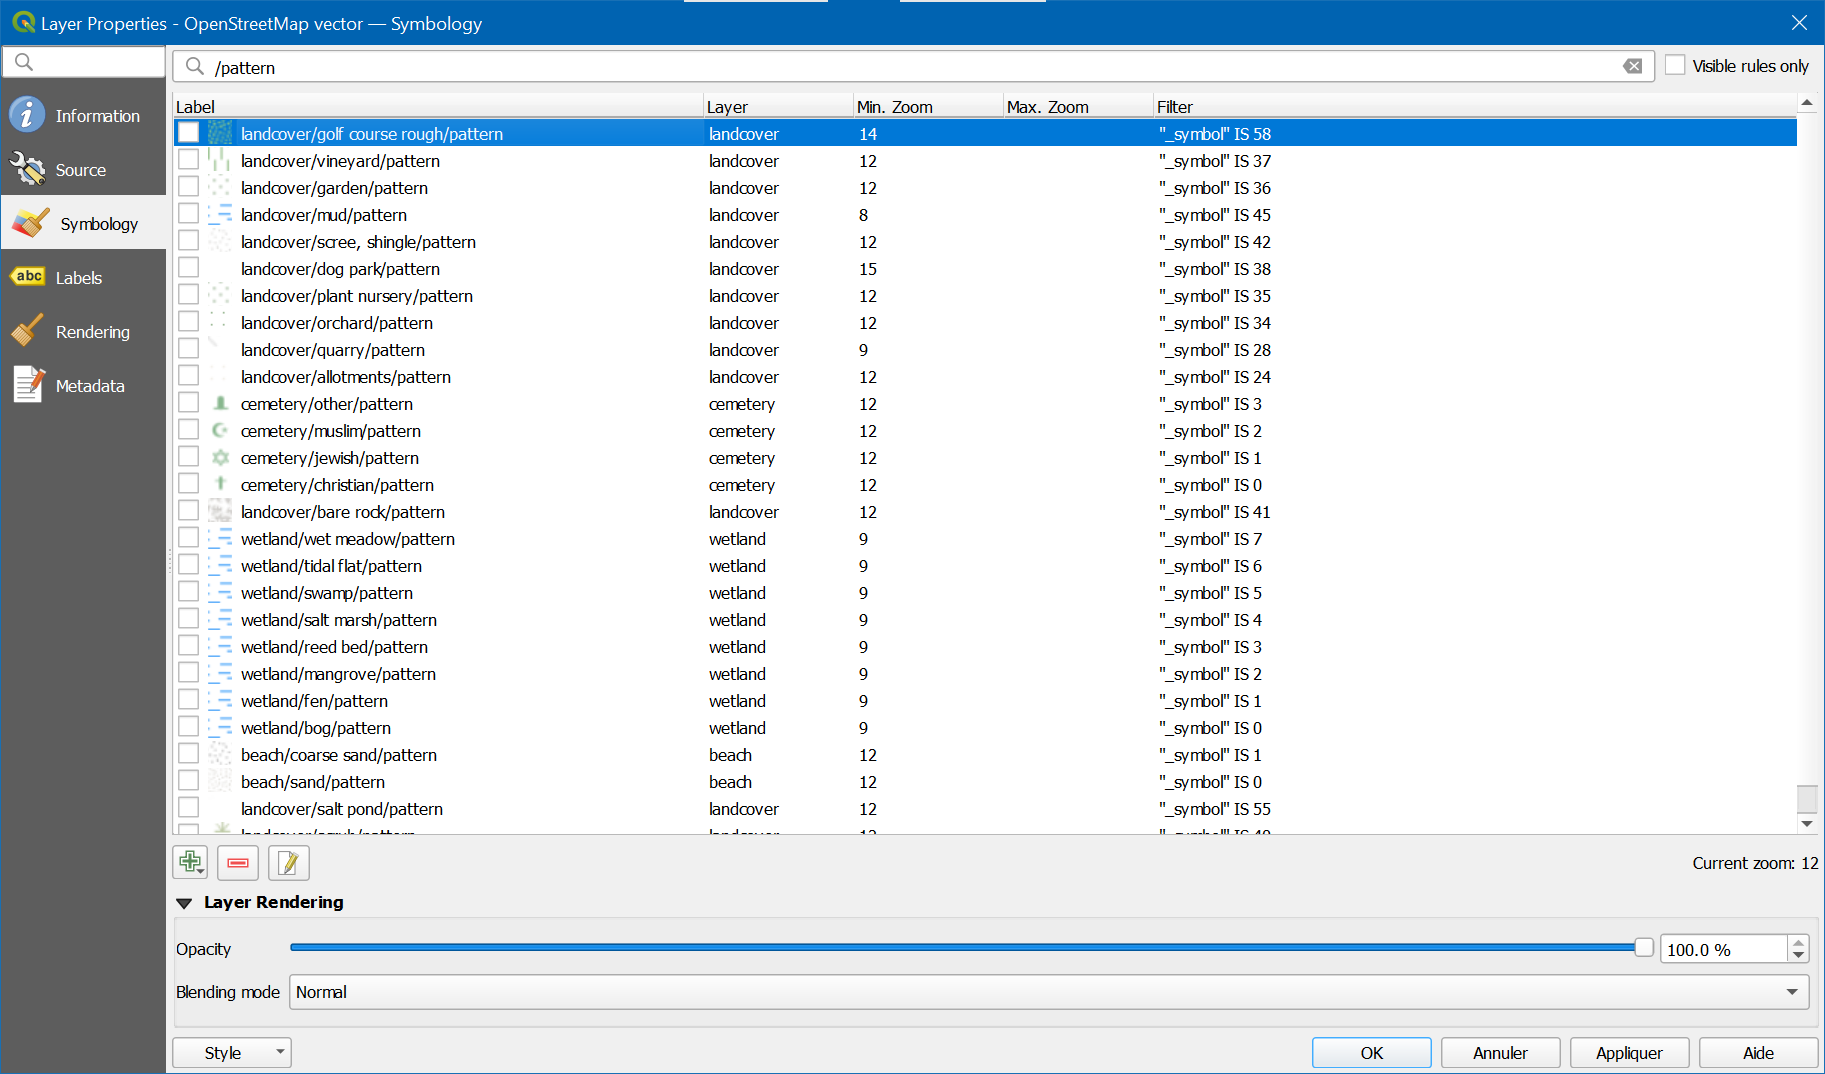 Layer Properties - OpenStreetMap vector — Symbology
/pattern
Visible rules only
Information
Source
Symbology
abc Labels
Rendering
Metadata
Label Layer Min. Zoom Max. Zoom Filter
landcover/golf course rough/pattern landcover 14 "_symbol" IS 58
landcover/vineyard/pattern landcover 12 "_symbol" IS 37
landcover/garden/pattern landcover 12 "_symbol" IS 36
landcover/mud/pattern landcover 8 "_symbol" IS 45
landcover/scree, shingle/pattern landcover 12 "_symbol" IS 42
landcover/dog park/pattern landcover 15 "_symbol" IS 38
landcover/plant nursery/pattern landcover 12 "_symbol" IS 35
landcover/orchard/pattern landcover 12 "_symbol" IS 34
landcover/quarry/pattern landcover 9 "_symbol" IS 28
landcover/allotments/pattern landcover 12 "_symbol" IS 24
cemetery/other/pattern cemetery 12 "_symbol" IS 3
cemetery/muslim/pattern cemetery 12 "_symbol" IS 2
cemetery/jewish/pattern cemetery 12 "_symbol" IS 1
cemetery/christian/pattern cemetery 12 "_symbol" IS 0
landcover/bare rock/pattern landcover 12 "_symbol" IS 41
wetland/wet meadow/pattern wetland 9 "_symbol" IS 7
wetland/tidal flat/pattern wetland 9 "_symbol" IS 6
wetland/swamp/pattern wetland 9 "_symbol" IS 5
wetland/salt marsh/pattern wetland 9 "_symbol" IS 4
wetland/reed bed/pattern wetland 9 "_symbol" IS 3
wetland/mangrove/pattern wetland 9 "_symbol" IS 2
wetland/fen/pattern wetland 9 "_symbol" IS 1
wetland/bog/pattern wetland 9 "_symbol" IS 0
beach/coarse sand/pattern beach 12 "_symbol" IS 1
beach/sand/pattern beach 12 "_symbol" IS 0
landcover/salt pond/pattern landcover 12 "_symbol" IS 55
Current zoom: 12
Layer Rendering
Opacity 100.0 %
Blending mode Normal
Style OK Annuler Appliquer Aide